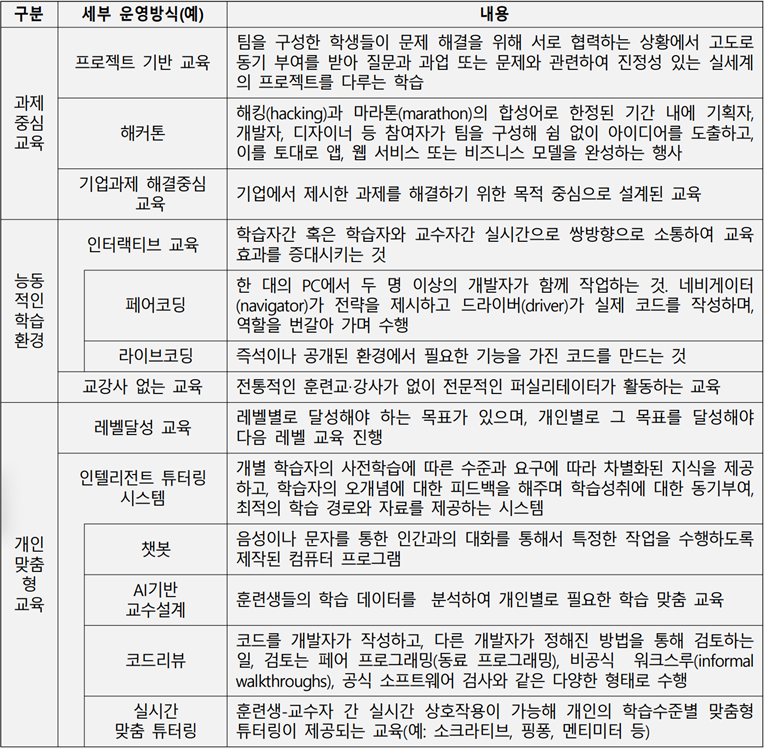 구분
세부 운영방식(예)
내용
과제
중심
교육
프로젝트 기반 교육
팀을 구성한 학생들이 문제 해결을 위해 서로 협력하는 상황에서 고도로
동기 부여를 받아 질문과 과업 또는 문제와 관련하여 진정성 있는 실세계
의 프로젝트를 다루는 학습
해커톤
해킹(hacking)과 마라톤(marathon)의 합성어로 한정된 기간 내에 기획자,
개발자, 디자이너 등 참여자가 팀을 구성해 쉼 없이 아이디어를 도출하고,
이를 토대로 앱, 웹 서비스 또는 비즈니스 모델을 완성하는 행사
기업과제 해결중심
교육
기업에서 제시한 과제를 해결하기 위한 목적 중심으로 설계된 교육
능동
적인
학습
환경
인터랙티브 교육
학습자간 혹은 학습자와 교수자간 실시간으로 쌍방향으로 소통하여 교육
효과를 증대시키는 것
페어코딩
한 대의 PC에서 두 명 이상의 개발자가 함께 작업하는 것. 네비게이터
(navigator)가 전략을 제시하고 드라이버(driver)가 실제 코드를 작성하며,
역할을 번갈아 가며 수행
라이브코딩
즉석이나 공개된 환경에서 필요한 기능을 가진 코드를 만드는 것
교강사 없는 교육
전통적인 훈련교·강사가 없이 전문적인 퍼실리테이터가 활동하는 교육
개인
맞춤
형
교육
레벨달성 교육
레벨별로 달성해야 하는 목표가 있으며, 개인별로 그 목표를 달성해야
다음 레벨 교육 진행
인텔리전트 튜터링
시스템
개별 학습자의 사전학습에 따른 수준과 요구에 따라 차별화된 지식을 제공
하고, 학습자의 오개념에 대한 피드백을 해주며 학습성취에 대한 동기부여,
최적의 학습 경로와 자료를 제공하는 시스템
챗봇
음성이나 문자를 통한 인간과의 대화를 통해서 특정한 작업을 수행하도록
제작된 컴퓨터 프로그램
AI기반
교수설계
훈련생들의 학습 데이터를 분석하여 개인별로 필요한 학습 맞춤 교육
코드리뷰
코드를 개발자가 작성하고, 다른 개발자가 정해진 방법을 통해 검토하는
일, 검토는 페어 프로그래밍(동료 프로그래밍), 비공식 워크스루(informal
walkthroughs), 공식 소프트웨어 검사와 같은 다양한 형태로 수행
실시간
맞춤 튜터링
훈련생-교수자 간 실시간 상호작용이 가능해 개인의 학습수준별 맞춤형
튜터링이 제공되는 교육(예: 소크라티브, 핑퐁, 멘티미터 등)